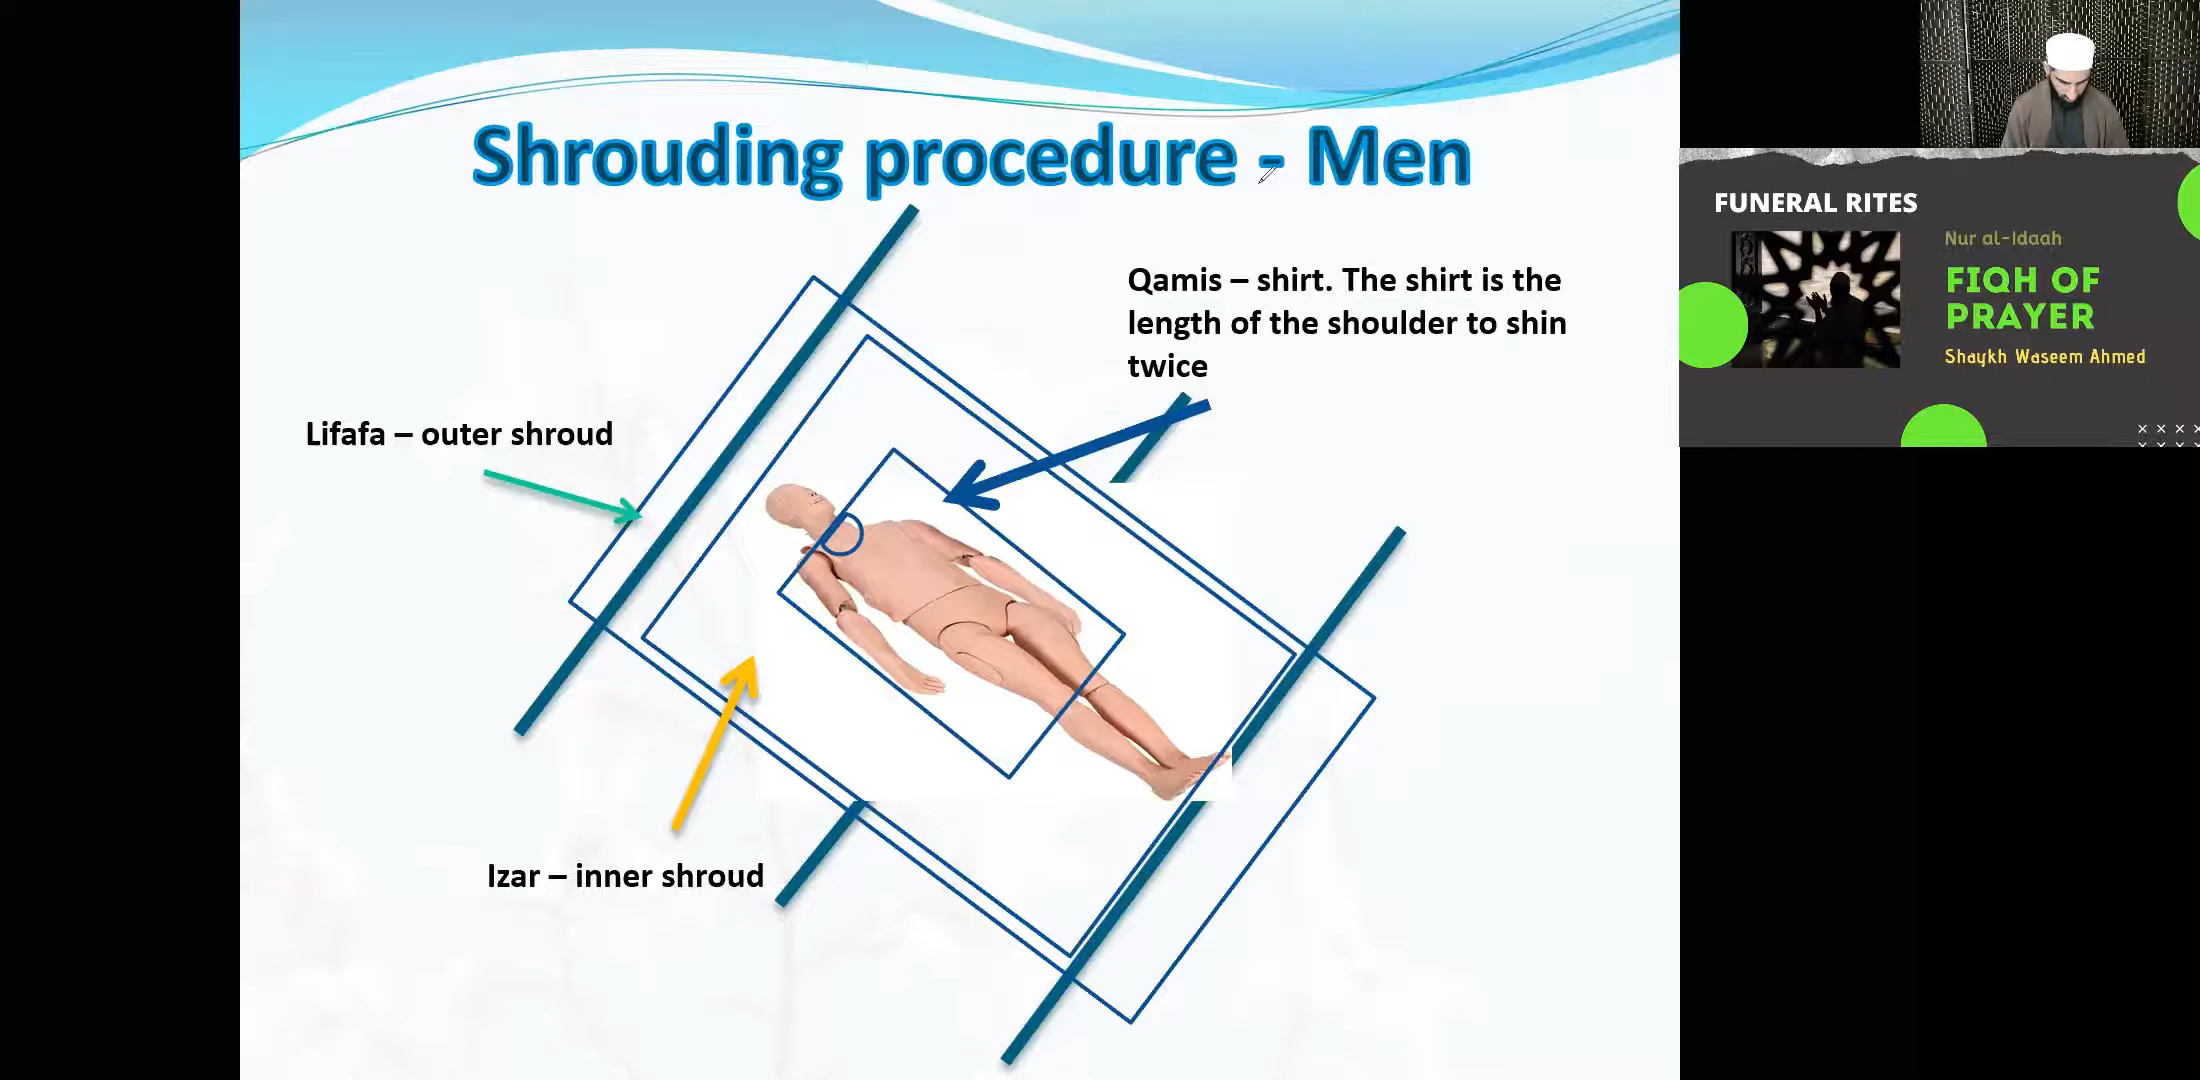 Shrouding procedure - Men
Qamis – shirt. The shirt is the
length of the shoulder to shin
twice
Lifafa – outer shroud
Izar – inner shroud
FUNERAL RITES
Nur al-Idaah
FIQH OF
PRAYER
Shaykh Waseem Ahmed